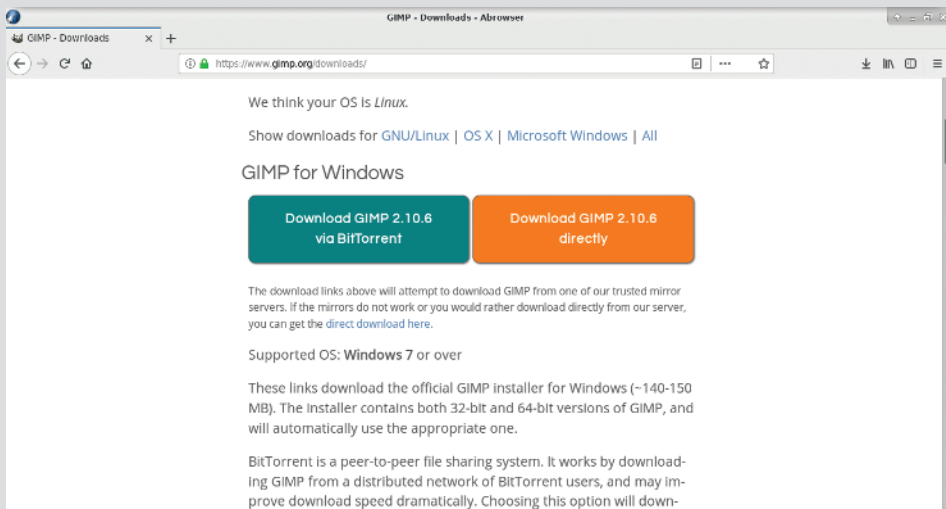 GIMP - Downloads - Abrowser
GIMP - Downloads
https://www.gimp.org/downloads/
We think your OS is Linux.
Show downloads for GNU/Linux | OS X | Microsoft Windows | All
GIMP for Windows
Download GIMP 2.10.6
via BitTorrent
Download GIMP 2.10.6
directly
The download links above will attempt to download GIMP from one of our trusted mirror
servers. If the mirrors do not work or you would rather download directly from our server,
you can get the direct download here.
Supported OS: Windows 7 or over
These links download the official GIMP installer for Windows (~140-150
MB). The installer contains both 32-bit and 64-bit versions of GIMP, and
will automatically use the appropriate one.
BitTorrent is a peer-to-peer file sharing system. It works by download-
ing GIMP from a distributed network of BitTorrent users, and may im-
prove download speed dramatically. Choosing this option will down-